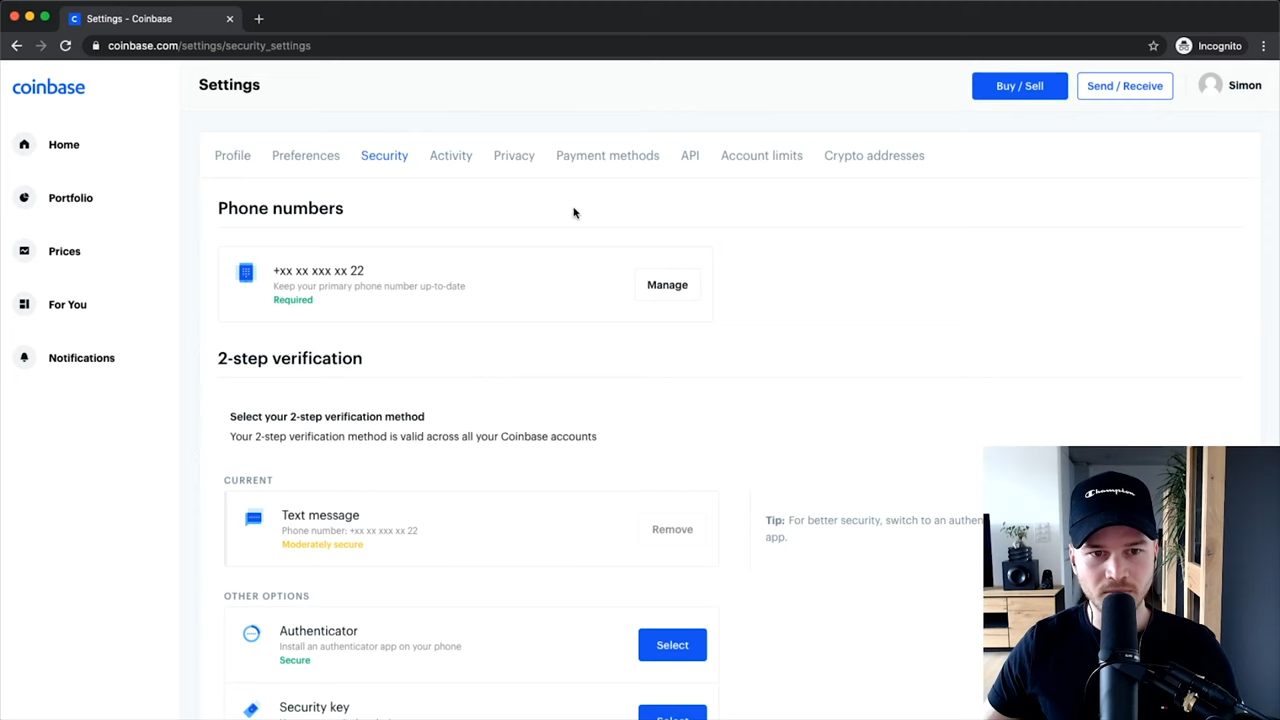 Settings - Coinbase
coinbase.com/settings/security_settings
Incognito
coinbase
Settings
Buy / Sell
Send / Receive
Simon
Home
Portfolio
Prices
For You
Notifications
Profile
Preferences
Security
Activity
Privacy
Payment methods
API
Account limits
Crypto addresses
Phone numbers
+xx xx xxx xx 22
Keep your primary phone number up-to-date
Required
Manage
2-step verification
Select your 2-step verification method
Your 2-step verification method is valid across all your Coinbase accounts
CURRENT
Text message
Phone number: +xx xx xxx xx 22
Moderately secure
Remove
Tip: For better security, switch to an authen
app.
OTHER OPTIONS
Authenticator
Install an authenticator app on your phone
Secure
Select
Security key
Champion